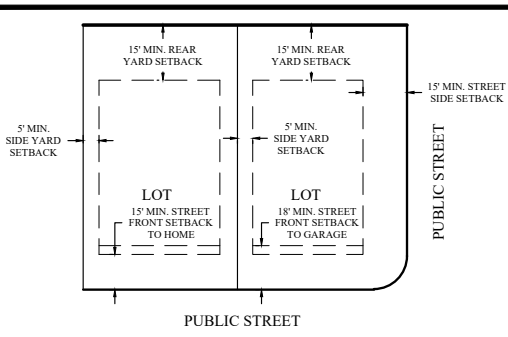 15' MIN. REAR
YARD SETBACK
15' MIN. REAR
YARD SETBACK
15' MIN. STREET
SIDE SETBACK
5' MIN.
SIDE YARD
SETBACK
5' MIN.
SIDE YARD
SETBACK
PUBLIC STREET
LOT
15' MIN. STREET
FRONT SETBACK
TO HOME
LOT
18' MIN. STREET
FRONT SETBACK
TO GARAGE
PUBLIC STREET